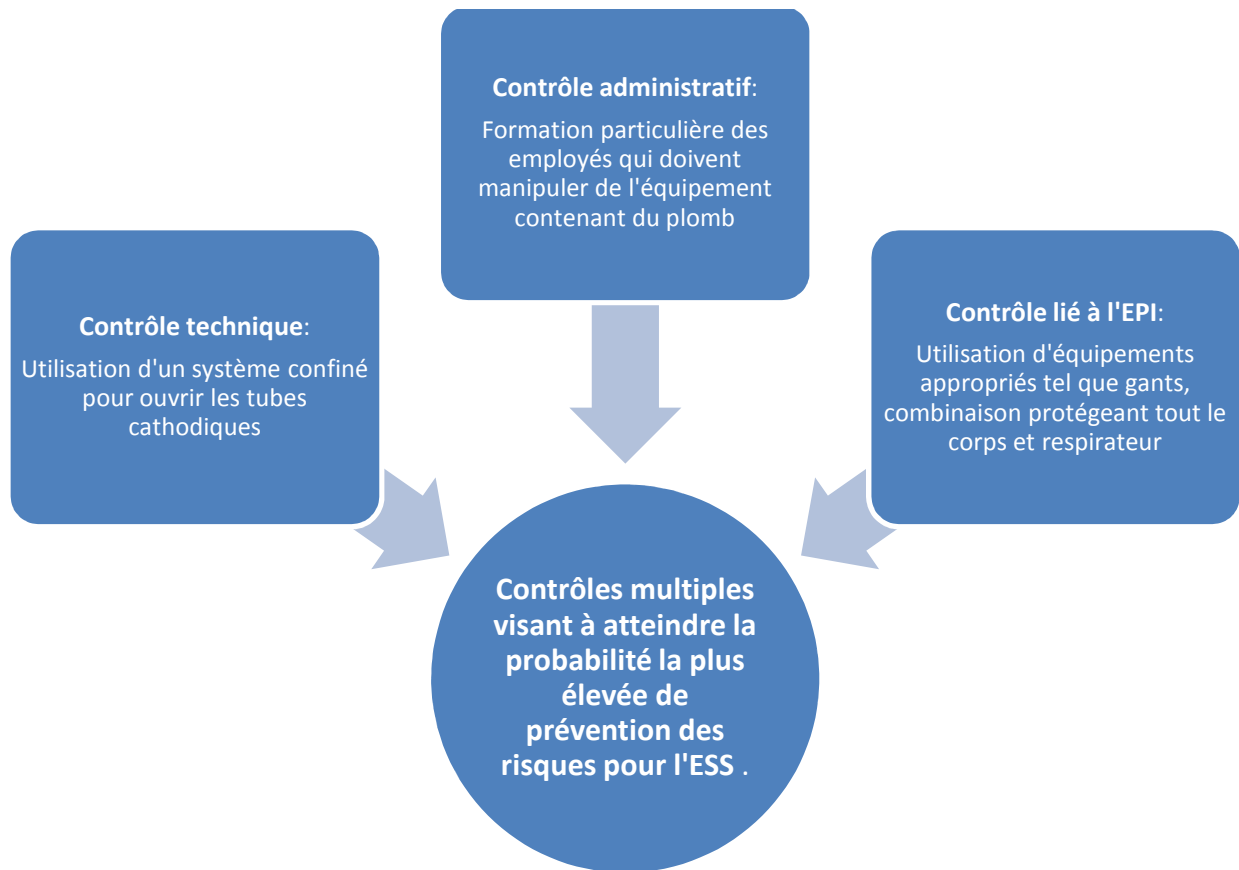 Contrôle administratif:
Formation particulière des
employés qui doivent
manipuler de l'équipement
contenant du plomb
Contrôle technique:
Utilisation d'un système confiné
pour ouvrir les tubes
cathodiques
Contrôle lié à l'EPI:
Utilisation d'équipements
appropriés tel que gants,
combinaison protégeant tout le
corps et respirateur
Contrôles multiples
visant à atteindre la
probabilité la plus
élevée de
prévention des
risques pour l'ESS .